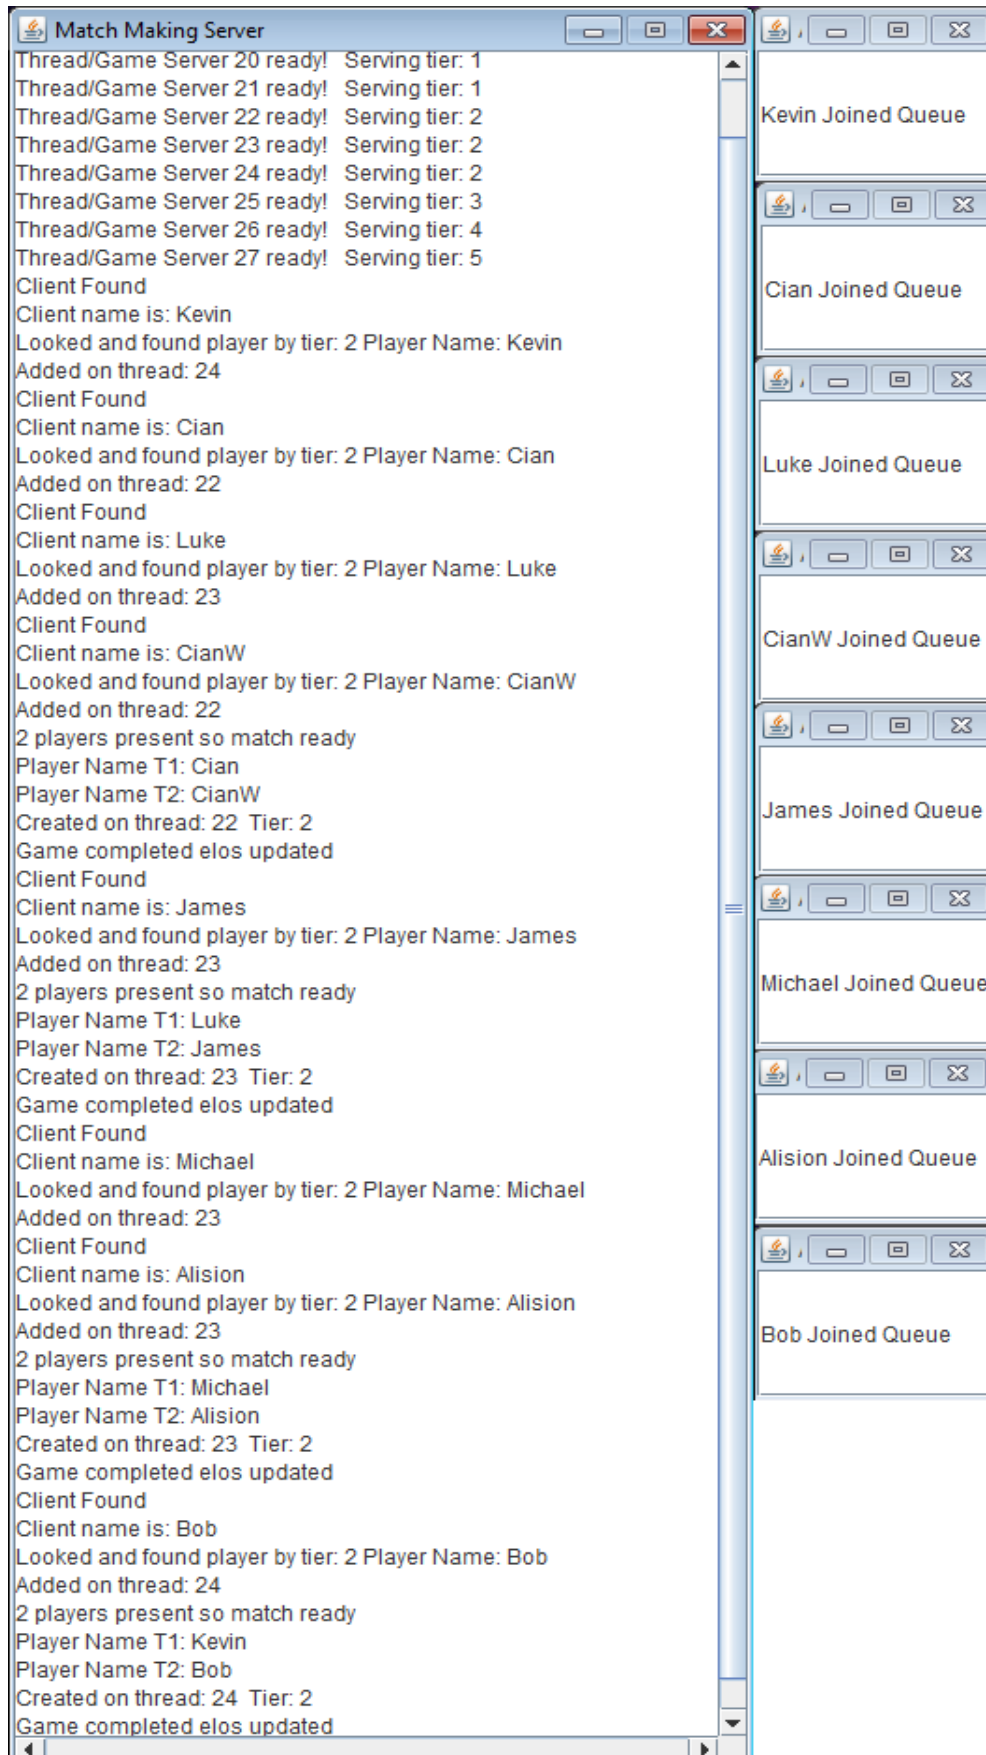 Match Making Server
Thread/Game Server 20 ready! Serving tier: 1
Thread/Game Server 21 ready! Serving tier: 1
Thread/Game Server 22 ready! Serving tier: 2
Thread/Game Server 23 ready! Serving tier: 2
Thread/Game Server 24 ready! Serving tier: 2
Thread/Game Server 25 ready! Serving tier: 3
Thread/Game Server 26 ready! Serving tier: 4
Thread/Game Server 27 ready! Serving tier: 5
Client Found
Client name is: Kevin
Looked and found player by tier: 2 Player Name: Kevin
Added on thread: 24
Client Found
Client name is: Cian
Looked and found player by tier: 2 Player Name: Cian
Added on thread: 22
Client Found
Client name is: Luke
Looked and found player by tier: 2 Player Name: Luke
Added on thread: 23
Client Found
Client name is: CianW
Looked and found player by tier: 2 Player Name: CianW
Added on thread: 22
2 players present so match ready
Player Name T1: Cian
Player Name T2: CianW
Created on thread: 22 Tier: 2
Game completed elos updated
Client Found
Client name is: James
Looked and found player by tier: 2 Player Name: James
Added on thread: 23
2 players present so match ready
Player Name T1: Luke
Player Name T2: James
Created on thread: 23 Tier: 2
Game completed elos updated
Client Found
Client name is: Michael
Looked and found player by tier: 2 Player Name: Michael
Added on thread: 23
Client Found
Client name is: Alision
Looked and found player by tier: 2 Player Name: Alision
Added on thread: 23
2 players present so match ready
Player Name T1: Michael
Player Name T2: Alision
Created on thread: 23 Tier: 2
Game completed elos updated
Client Found
Client name is: Bob
Looked and found player by tier: 2 Player Name: Bob
Added on thread: 24
2 players present so match ready
Player Name T1: Kevin
Player Name T2: Bob
Created on thread: 24 Tier: 2
Game completed elos updated
Kevin Joined Queue
Cian Joined Queue
Luke Joined Queue
CianW Joined Queue
James Joined Queue
Michael Joined Queue
Alision Joined Queue
Bob Joined Queue